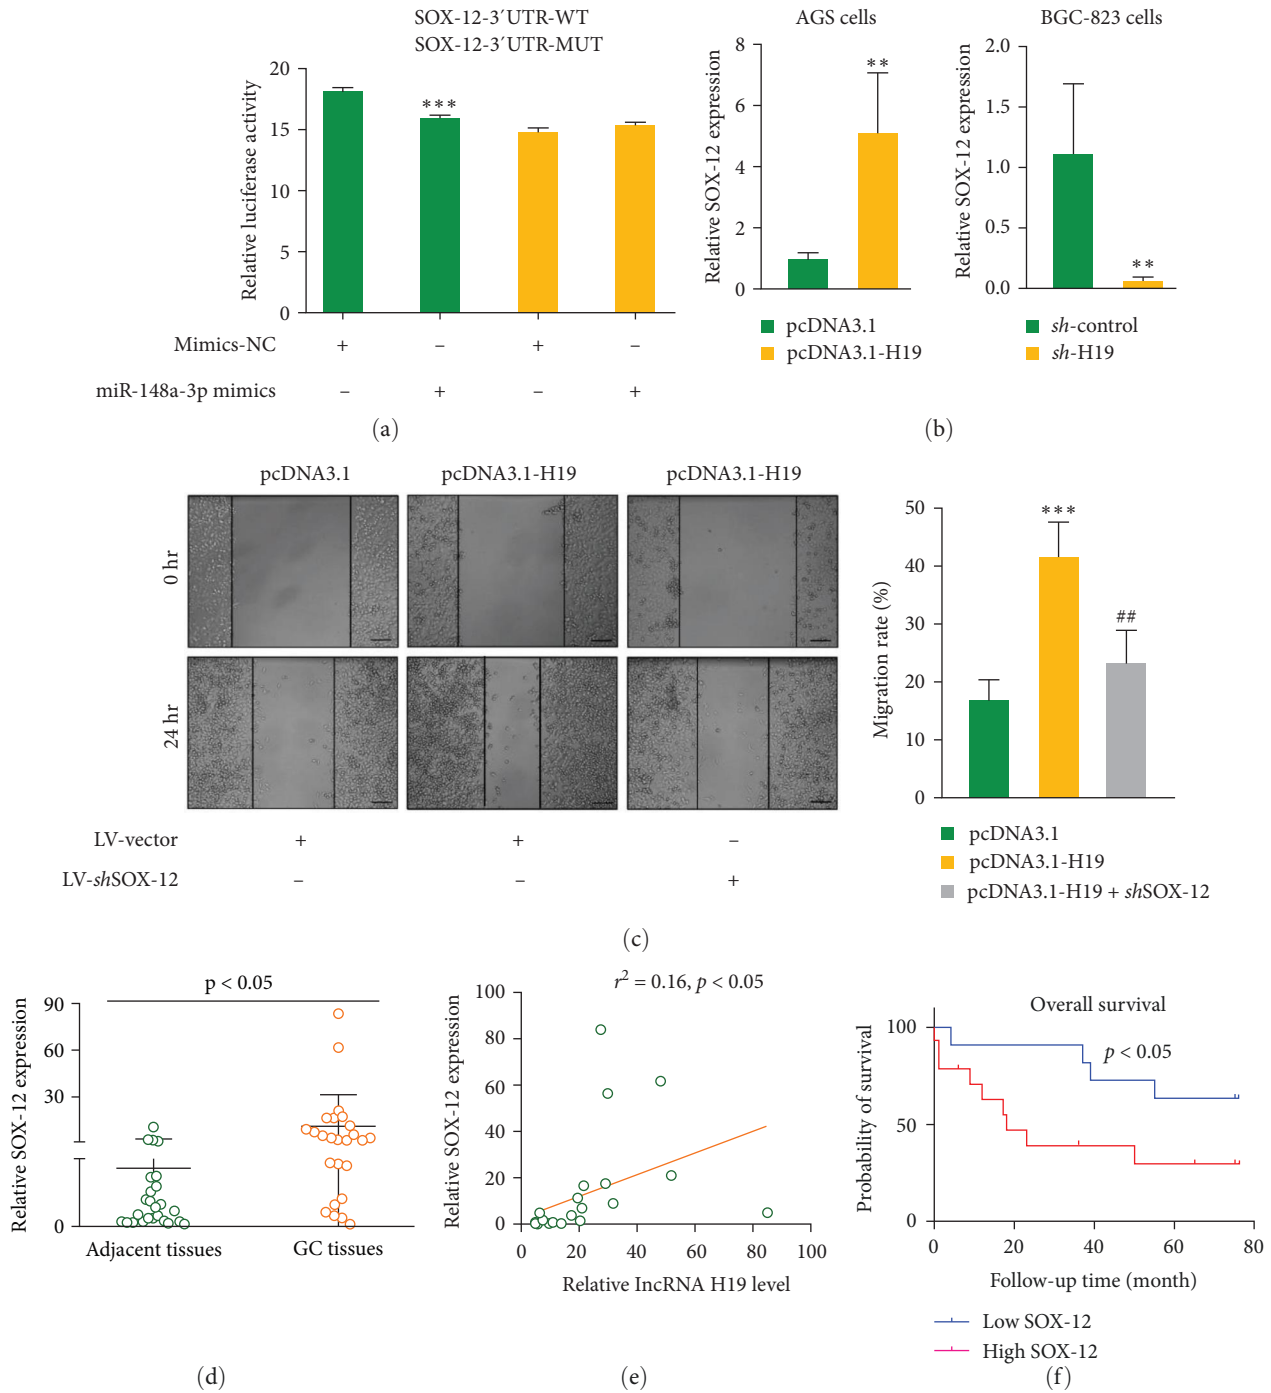 SOX-12-3′UTR-WT
SOX-12-3′UTR-MUT
Relative luciferase activity
20
15
10
5
0
***
Mimics-NC + – + –
miR-148a-3p mimics – + – +
(a)
AGS cells
Relative SOX-12 expression
8
6
4
2
0
**
pcDNA3.1
pcDNA3.1-H19
BGC-823 cells
Relative SOX-12 expression
2.0
1.5
1.0
0.5
0.0
**
sh-control
sh-H19
(b)
pcDNA3.1 pcDNA3.1-H19 pcDNA3.1-H19
0 hr
24 hr
LV-vector + + –
LV-shSOX-12 – – +
Migration rate (%)
50
40
30
20
10
0
***
##
pcDNA3.1
pcDNA3.1-H19
pcDNA3.1-H19 + shSOX-12
(c)
p < 0.05
Relative SOX-12 expression
90
70
30
0
Adjacent tissues GC tissues
(d)
r² = 0.16, p < 0.05
Relative SOX-12 expression
100
80
60
40
20
0
0 20 40 60 80 100
Relative IncRNA H19 level
(e)
Overall survival
p < 0.05
Probability of survival
100
50
0
0 20 40 60 80
Follow-up time (month)
Low SOX-12
High SOX-12
(f)